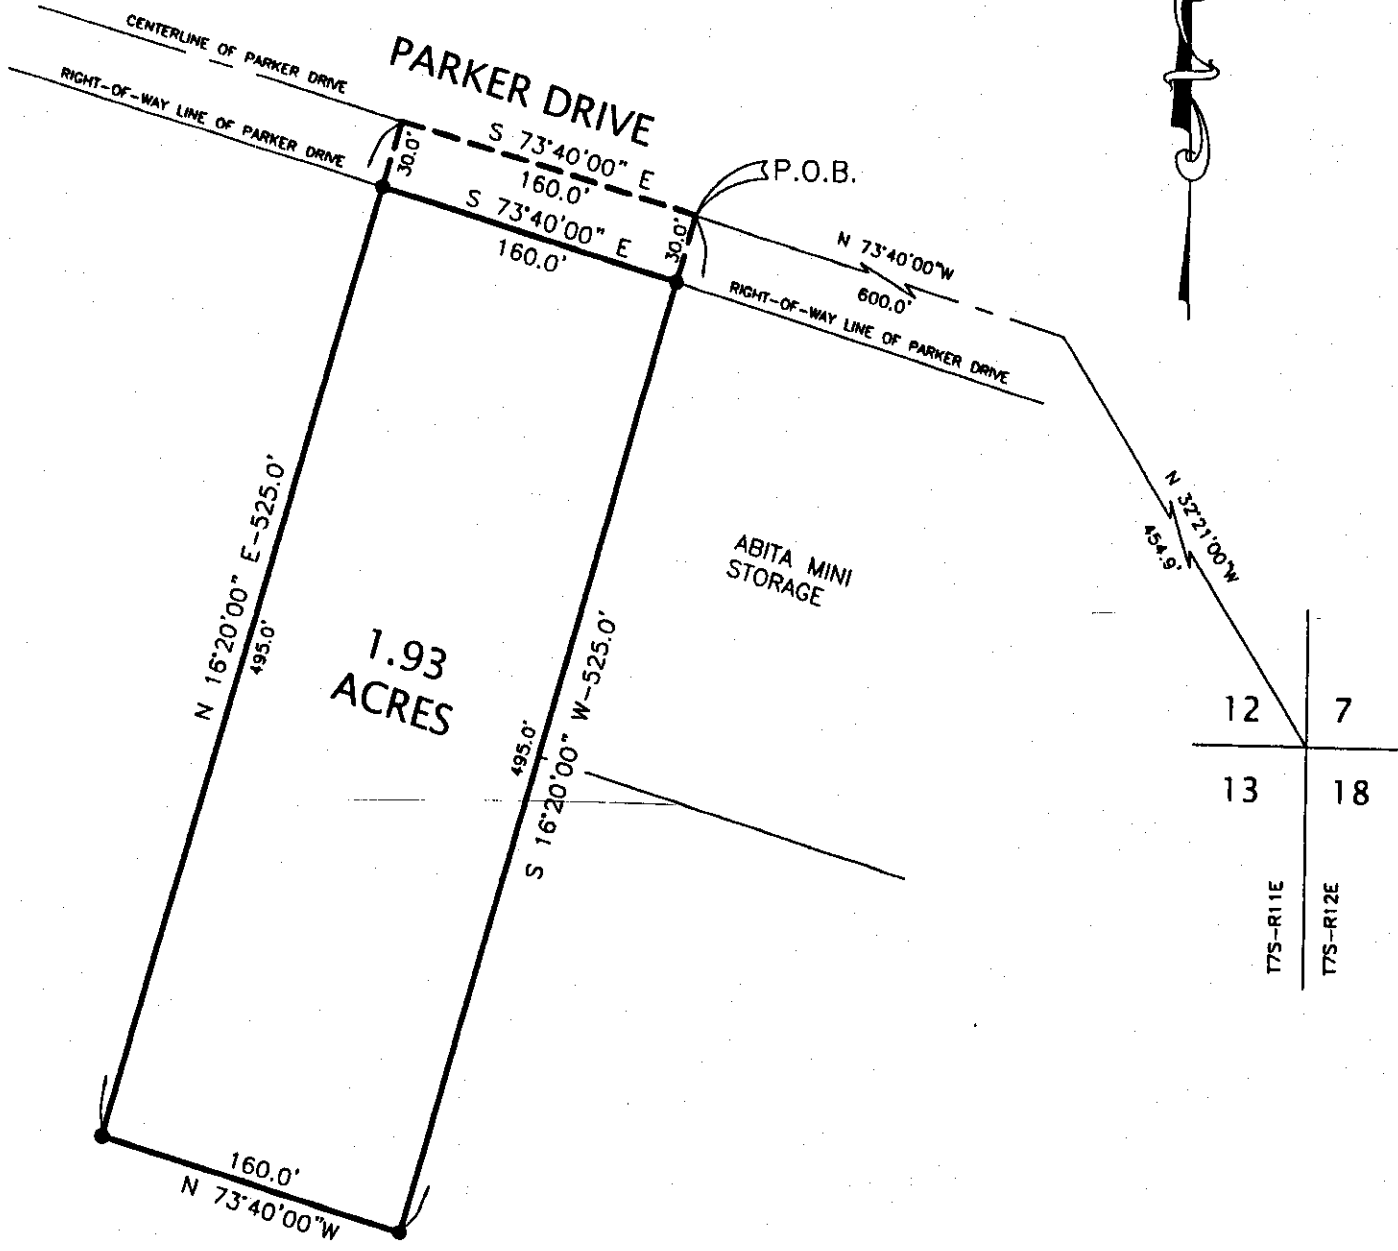 CENTERLINE OF PARKER DRIVE
RIGHT-OF-WAY LINE OF PARKER DRIVE
PARKER DRIVE
30.0'
S 73°40'00" E
160.0'
S 73°40'00" E
160.0'
30.0'
P.O.B.
N 73°40'00"W
600.0'
RIGHT-OF-WAY LINE OF PARKER DRIVE
N 32°21'00"W
454.9'
N 16°20'00" E-525.0'
495.0'
1.93
ACRES
ABITA MINI
STORAGE
495.0'
S 16°20'00" W-525.0'
12
7
13
18
T7S-R11E
T7S-R12E
160.0'
N 73°40'00"W